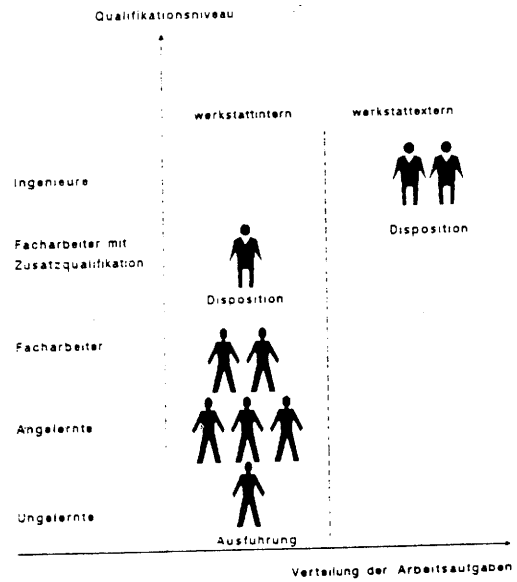 Qualifikationsniveau
werkstattintern
werkstattextern
Ingenieure
Disposition
Facharbeiter mit
Zusatzqualifikation
Disposition
Facharbeiter
Angelernte
Ungelernte
Ausführung
Verteilung der Arbeitsaufgaben